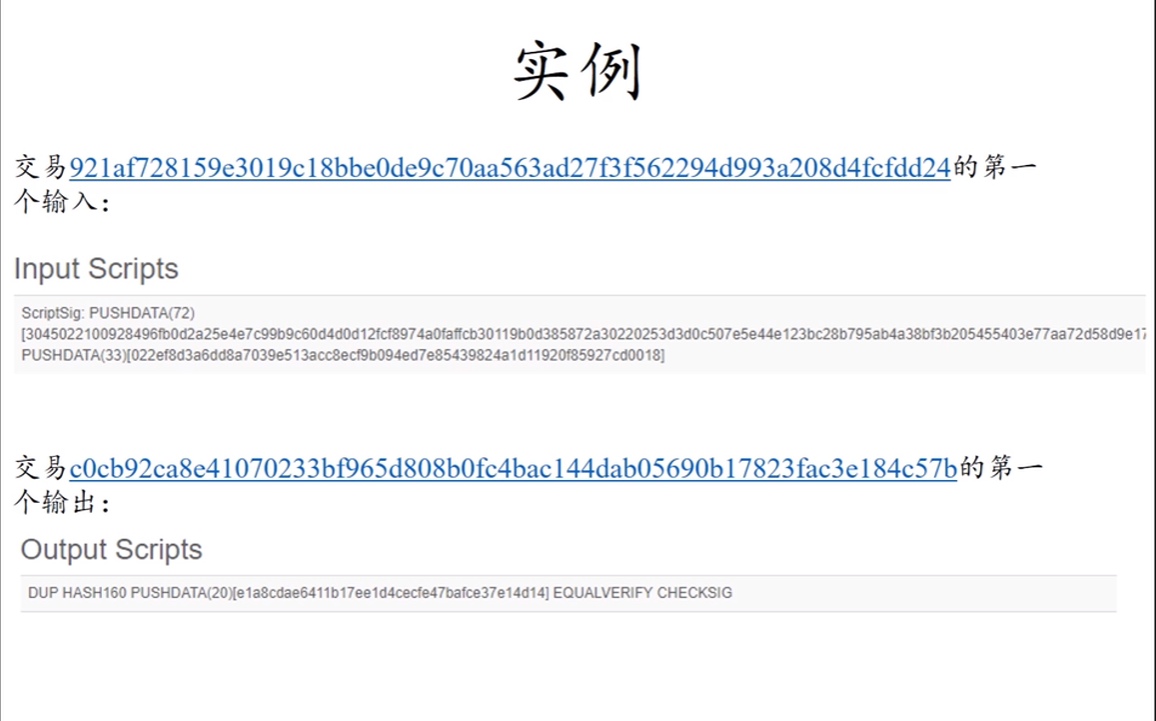 实例
交易921af728159e3019c18bbe0de9c70aa563ad27f3f562294d993a208d4fcfdd24的第一
个输入：
Input Scripts
ScriptSig: PUSHDATA(72)
[3045022100928496fb0d2a25e4e7c99b9c60d4d0d12fcf8974a0faffcb30119b0d385872a30220253d3d0c507e5e44e123bc28b795ab4a38bf3b205455403e77aa72d58d9e17
PUSHDATA(33)[022ef8d3a6dd8a7039e513acc8ecf9b094ed7e85439824a1d11920f85927cd0018]
交易c0cb92ca8e41070233bf965d808b0fc4bac144dab05690b17823fac3e184c57b的第一
个输出：
Output Scripts
DUP HASH160 PUSHDATA(20)[e1a8cdae6411b17ee1d4cecfe47bafce37e14d14] EQUALVERIFY CHECKSIG